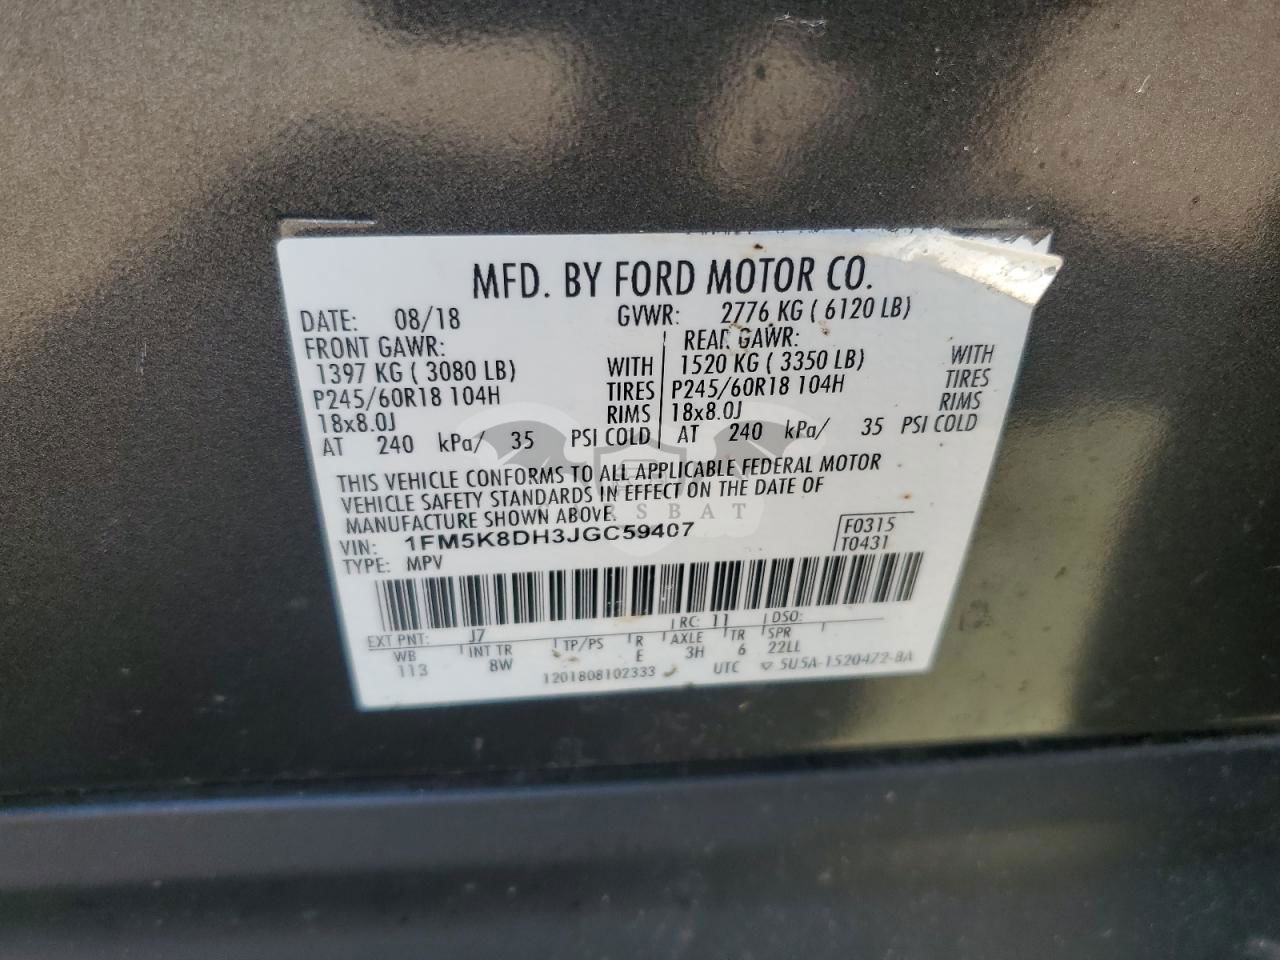 MFD. BY FORD MOTOR CO.
DATE: 08/18 GVWR: 2776 KG ( 6120 LB)
FRONT GAWR: REAR GAWR:
1397 KG ( 3080 LB) WITH 1520 KG ( 3350 LB) WITH
P245/60R18 104H TIRES P245/60R18 104H TIRES
18x8.0J RIMS 18x8.0J RIMS
AT 240 kPa/ 35 PSI COLD AT 240 kPa/ 35 PSI COLD
THIS VEHICLE CONFORMS TO ALL APPLICABLE FEDERAL MOTOR
VEHICLE SAFETY STANDARDS IN EFFECT ON THE DATE OF
MANUFACTURE SHOWN ABOVE.
VIN: 1FM5K8DH3JGC59407 F0315
TYPE: MPV T0431
EXT PNT: J7 RC: 11 DSO:
WB INT TR TP/PS R AXLE TR SPR
113 8W E 3H 6 22LL
1201808102333 UTC 5U5A-1520472-BA